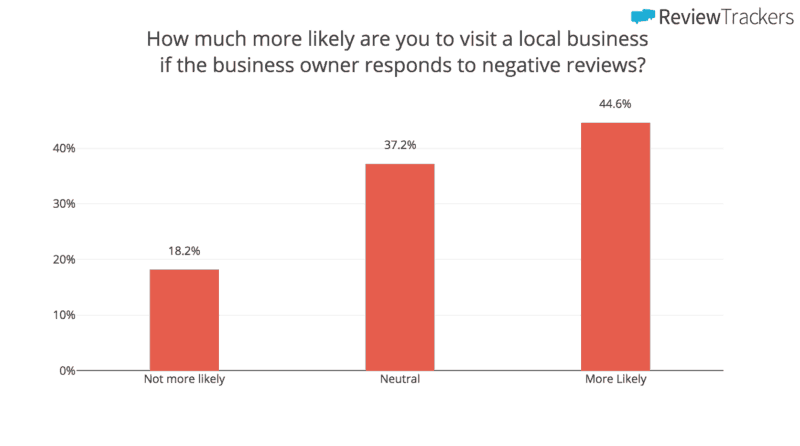 ReviewTrackers
How much more likely are you to visit a local business
if the business owner responds to negative reviews?
44.6%
37.2%
40%
30%
18.2%
20%
10%
0%
Not more likely
Neutral
More Likely